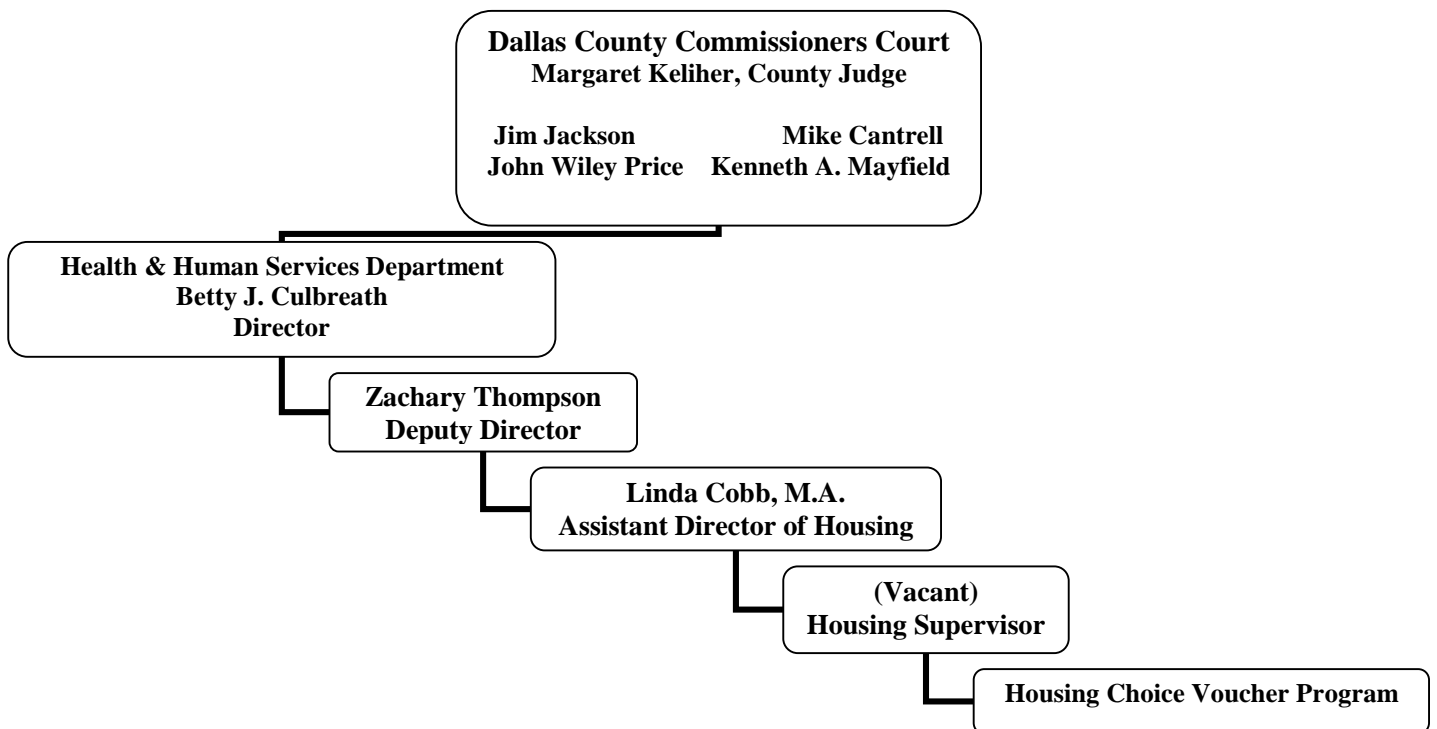 Dallas County Commissioners Court
Margaret Keliher, County Judge
Jim Jackson Mike Cantrell
John Wiley Price Kenneth A. Mayfield
Health & Human Services Department
Betty J. Culbreath
Director
Zachary Thompson
Deputy Director
Linda Cobb, M.A.
Assistant Director of Housing
(Vacant)
Housing Supervisor
Housing Choice Voucher Program